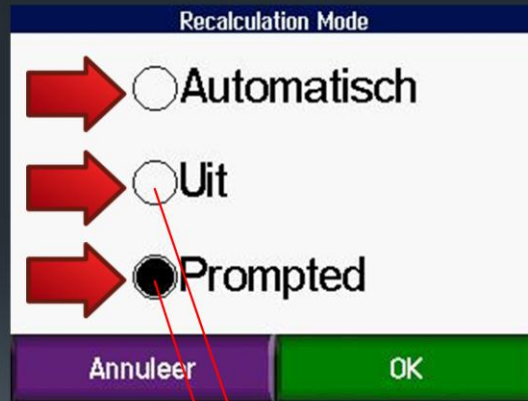 Recalculation Mode
Automatisch
Uit
Prompted
Annuleer OK